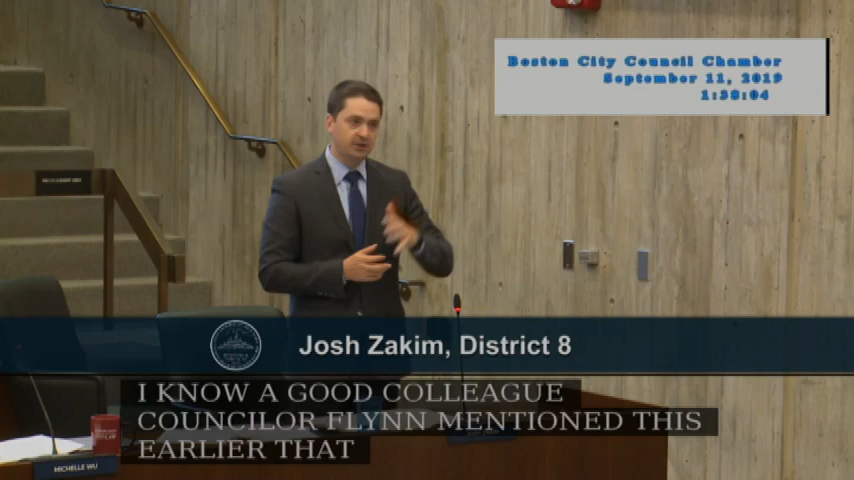 Boston City Council Chamber
September 11, 2019
1:38:04
Josh Zakim, District 8
I KNOW A GOOD COLLEAGUE
COUNCILOR FLYNN MENTIONED THIS
EARLIER THAT
MICHELLE WU